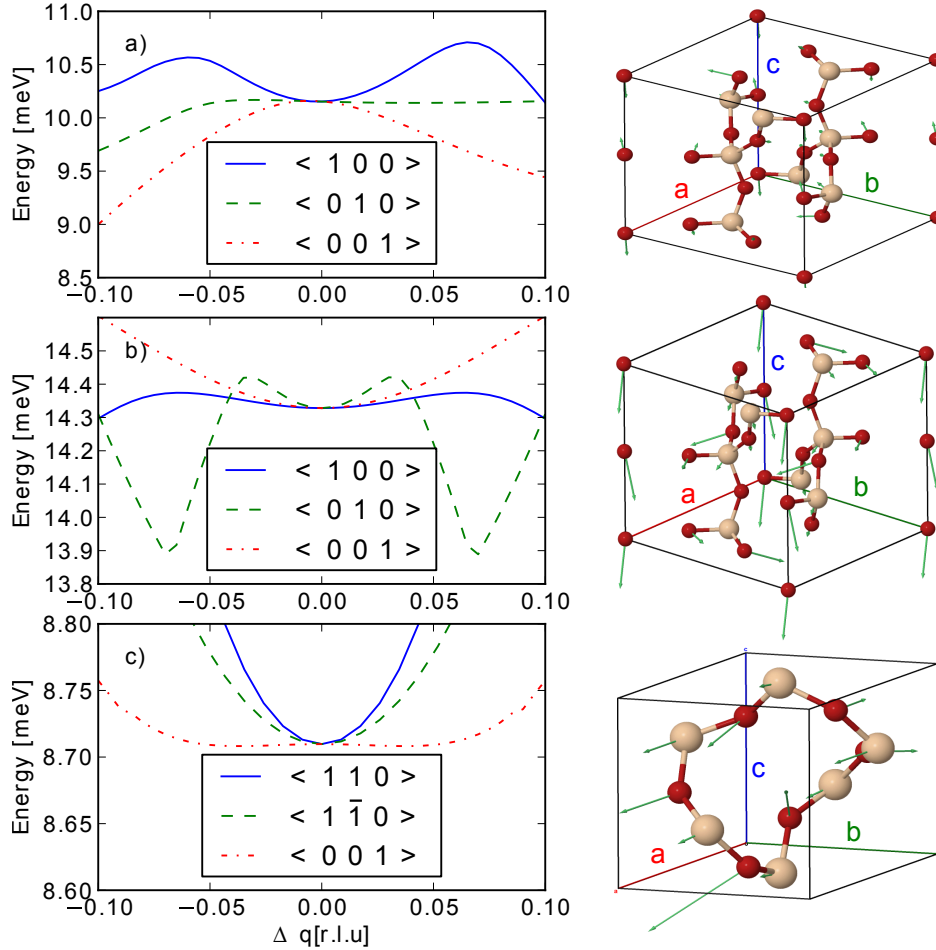 11.0
10.5
10.0
9.5
9.0
8.5
Energy [meV]
a)
< 1 0 0 >
< 0 1 0 >
< 0 0 1 >
−0.10 −0.05 0.00 0.05 0.10
c
a
b
14.5
14.4
14.3
14.2
14.1
14.0
13.9
13.8
Energy [meV]
b)
< 1 0 0 >
< 0 1 0 >
< 0 0 1 >
−0.10 −0.05 0.00 0.05 0.10
c
a
b
8.80
8.75
8.70
8.65
8.60
Energy [meV]
c)
< 1 1 0 >
< 1 1̄ 0 >
< 0 0 1 >
−0.10 −0.05 0.00 0.05 0.10
Δ q[r.l.u]
c
a
b